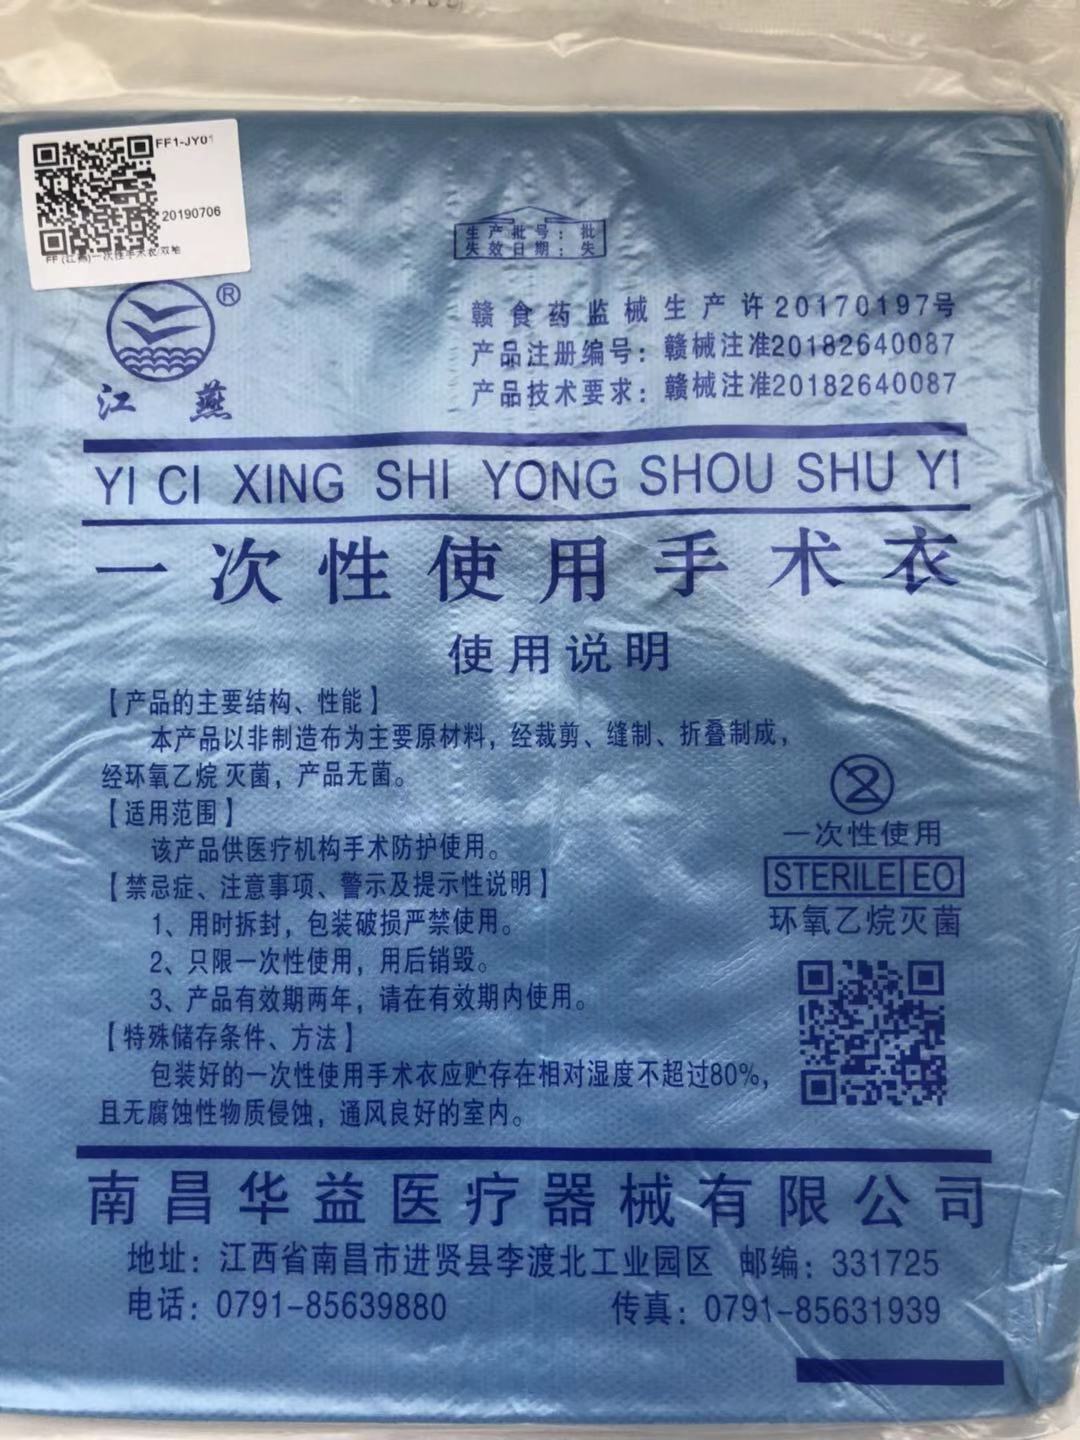 FF1-JY01
20190706
FF (江燕)一次性手术衣/双袖
生产批号：批
失效日期：失
®
江 燕
赣食药监械生产许20170197号
产品注册编号：赣械注准20182640087
产品技术要求：赣械注准20182640087
YI CI XING SHI YONG SHOU SHU YI
一次性使用手术衣
使用说明
【产品的主要结构、性能】
本产品以非制造布为主要原材料，经裁剪、缝制、折叠制成，
经环氧乙烷 灭菌，产品无菌。
【适用范围】
该产品供医疗机构手术防护使用。
【禁忌症、注意事项、警示及提示性说明】
1、用时拆封，包装破损严禁使用。
2、只限一次性使用，用后销毁。
3、产品有效期两年，请在有效期内使用。
【特殊储存条件、方法】
包装好的一次性使用手术衣应贮存在相对湿度不超过80%，
且无腐蚀性物质侵蚀，通风良好的室内。
2
一次性使用
STERILE EO
环氧乙烷灭菌
南昌华益医疗器械有限公司
地址：江西省南昌市进贤县李渡北工业园区 邮编：331725
电话：0791-85639880 传真：0791-85631939